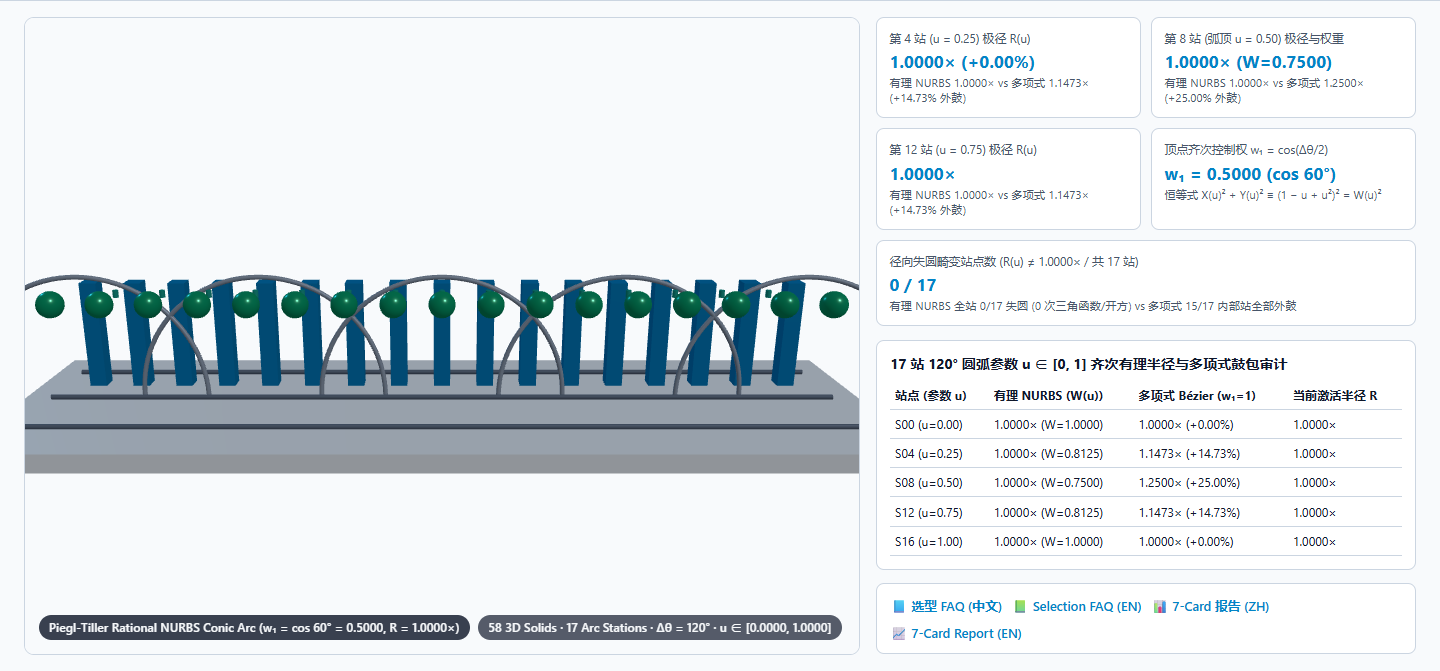 第 4 站 (u = 0.25) 极径 R(u)
1.0000× (+0.00%)
有理 NURBS 1.0000× vs 多项式 1.1473×
(+14.73% 外鼓)
第 8 站 (弧顶 u = 0.50) 极径与权重
1.0000× (W=0.7500)
有理 NURBS 1.0000× vs 多项式 1.2500×
(+25.00% 外鼓)
第 12 站 (u = 0.75) 极径 R(u)
1.0000×
有理 NURBS 1.0000× vs 多项式 1.1473×
(+14.73% 外鼓)
顶点齐次控制权 w₁ = cos(Δθ/2)
w₁ = 0.5000 (cos 60°)
恒等式 X(u)² + Y(u)² ≡ (1 − u + u²)² = W(u)²
径向失圆畸变站点数 (R(u) ≠ 1.0000× / 共 17 站)
0 / 17
有理 NURBS 全站 0/17 失圆 (0 次三角函数/开方) vs 多项式 15/17 内部站全部外鼓
17 站 120° 圆弧参数 u ∈ [0, 1] 齐次有理半径与多项式鼓包审计
站点 (参数 u) 有理 NURBS (W(u)) 多项式 Bézier (w₁=1) 当前激活半径 R
S00 (u=0.00) 1.0000× (W=1.0000) 1.0000× (+0.00%) 1.0000×
S04 (u=0.25) 1.0000× (W=0.8125) 1.1473× (+14.73%) 1.0000×
S08 (u=0.50) 1.0000× (W=0.7500) 1.2500× (+25.00%) 1.0000×
S12 (u=0.75) 1.0000× (W=0.8125) 1.1473× (+14.73%) 1.0000×
S16 (u=1.00) 1.0000× (W=1.0000) 1.0000× (+0.00%) 1.0000×
选型 FAQ (中文) Selection FAQ (EN) 7-Card 报告 (ZH)
7-Card Report (EN)
Piegl-Tiller Rational NURBS Conic Arc (w₁ = cos 60° = 0.5000, R = 1.0000×)
58 3D Solids · 17 Arc Stations · Δθ = 120° · u ∈ [0.0000, 1.0000]